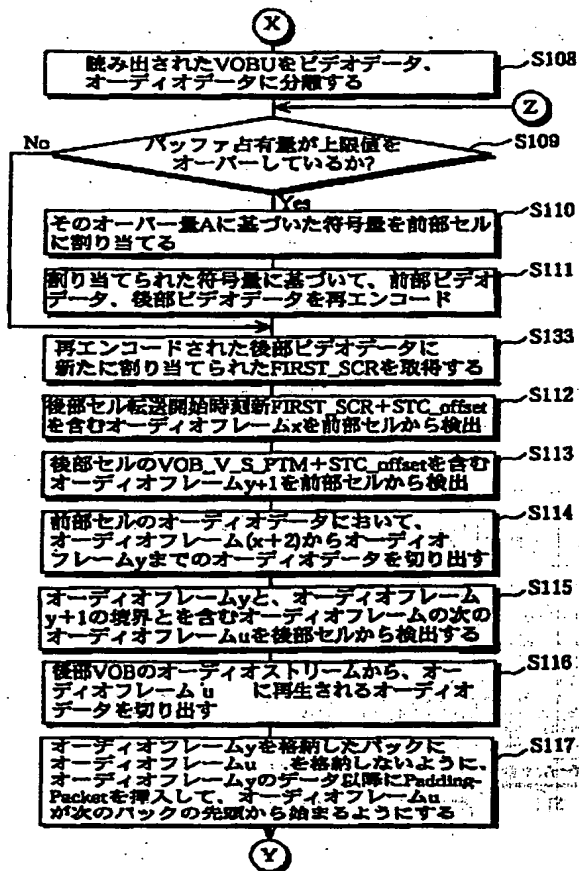 X
読み出されたVOBUをビデオデータ、
オーディオデータに分離する
S108
Z
No
バッファ占有量が上限値を
オーバーしているか?
S109
Yes
そのオーバー量Aに基づいた符号量を前部セル
に割り当てる
S110
割り当てられた符号量に基づいて、前部ビデオ
データ、後部ビデオデータを再エンコード
S111
再エンコードされた後部ビデオデータに
新たに割り当てられたFIRST_SCRを取得する
S133
後部セル転送開始時刻新FIRST_SCR+STC_offset
を含むオーディオフレームxを前部セルから検出
S112
後部セルのVOB_V_S_PTM+STC_offsetを含む
オーディオフレームy+1を前部セルから検出
S113
前部セルのオーディオデータにおいて、
オーディオフレーム(x+2)からオーディオ
フレームyまでのオーディオデータを切り出す
S114
オーディオフレームyと、オーディオフレーム
y+1の境界とを含むオーディオフレームの次の
オーディオフレームuを後部セルから検出する
S115
後部VOBのオーディオストリームから、オー
ディオフレーム u に再生されるオーディオ
データを切り出す
S116
オーディオフレームyを格納したパックに
オーディオフレームu を格納しないように、
オーディオフレームyのデータ以降にPadding-
Packetを挿入して、オーディオフレームu
が次のパックの先頭から始まるようにする
S117
Y